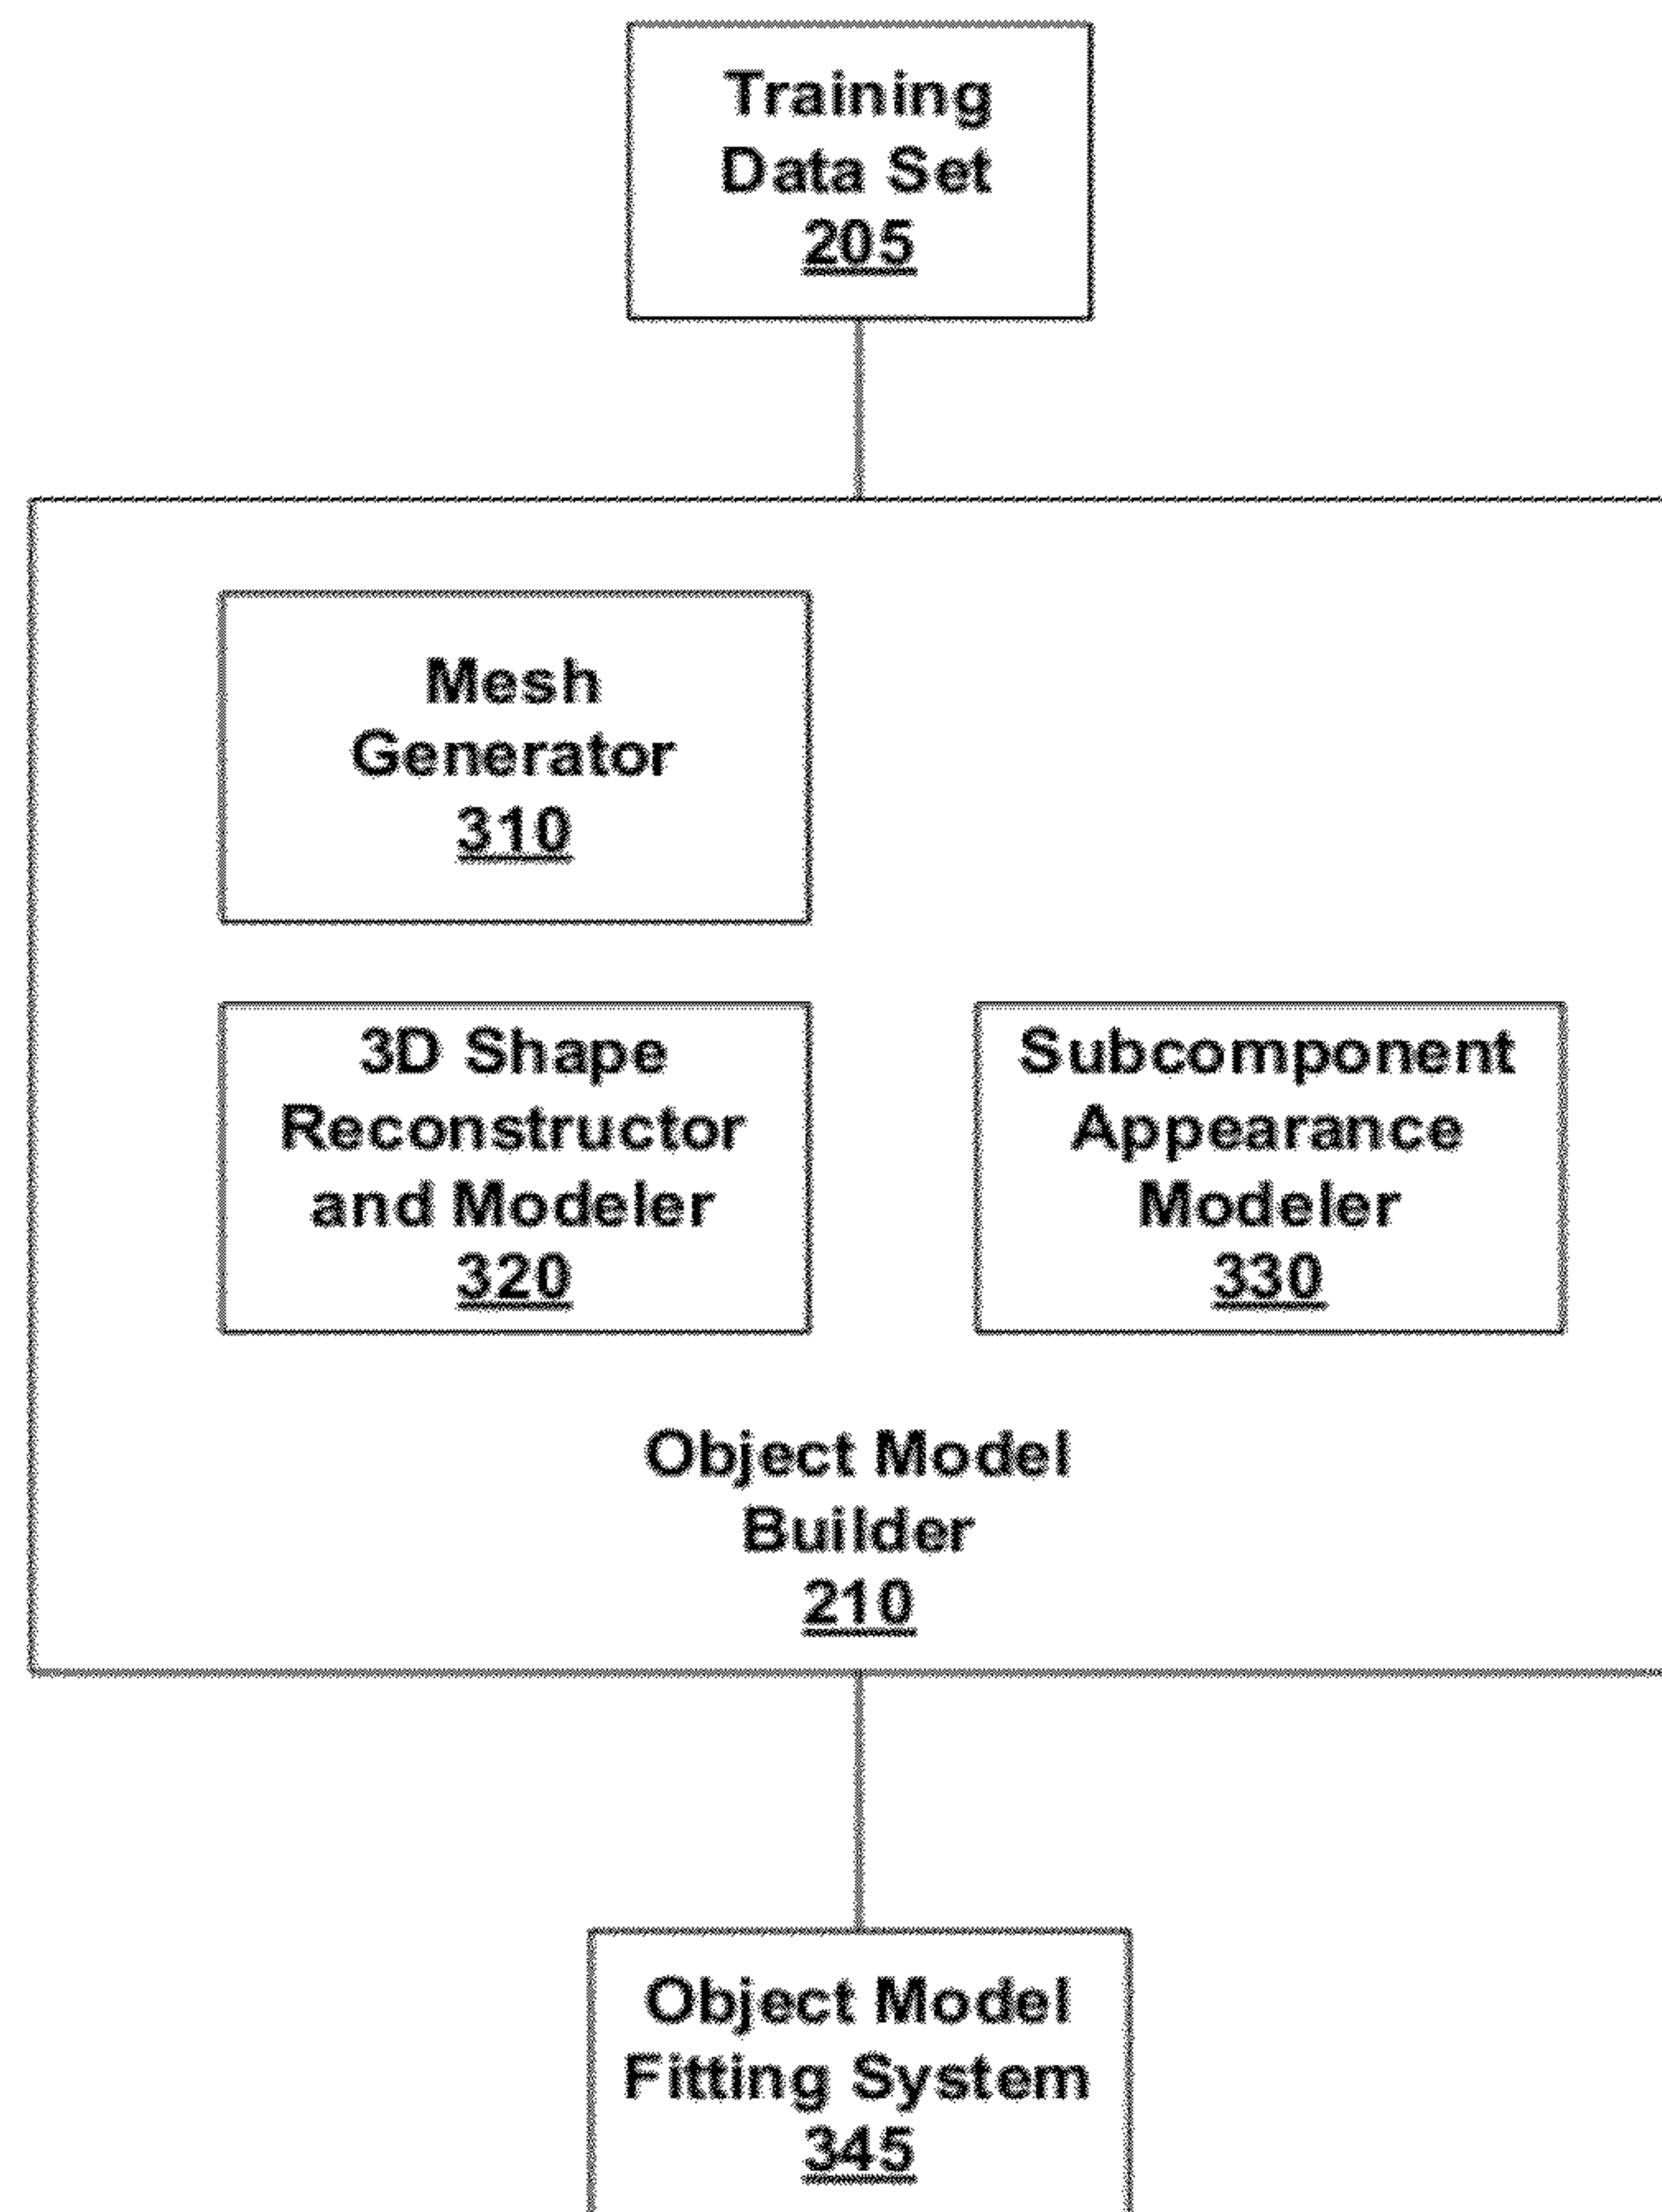 Training
Data Set
205
Mesh
Generator
310
3D Shape
Reconstructor
and Modeler
320
Subcomponent
Appearance
Modeler
330
Object Model
Builder
210
Object Model
Fitting System
345